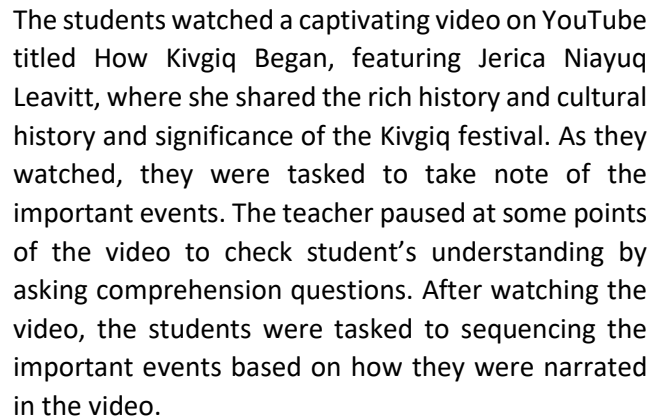 The students watched a captivating video on YouTube
titled How Kivgiq Began, featuring Jerica Niayuq
Leavitt, where she shared the rich history and cultural
history and significance of the Kivgiq festival. As they
watched, they were tasked to take note of the
important events. The teacher paused at some points
of the video to check student’s understanding by
asking comprehension questions. After watching the
video, the students were tasked to sequencing the
important events based on how they were narrated
in the video.